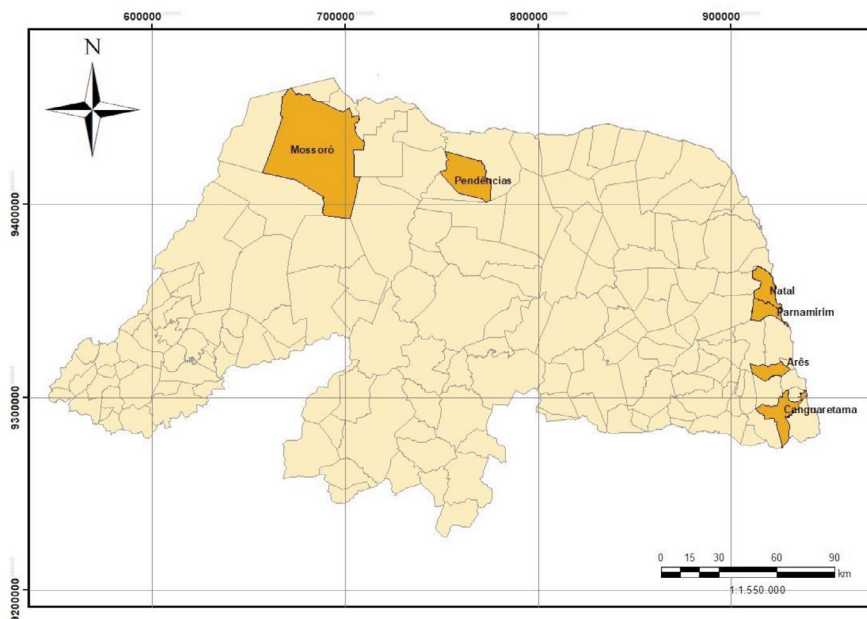 600000
700000
800000
900000
N
Mossoró
Pendências
9400000
Natal
Parnamirim
Arês
9300000
Canguaretama
0 15 30 60 90
km
1:1.550.000
9200000